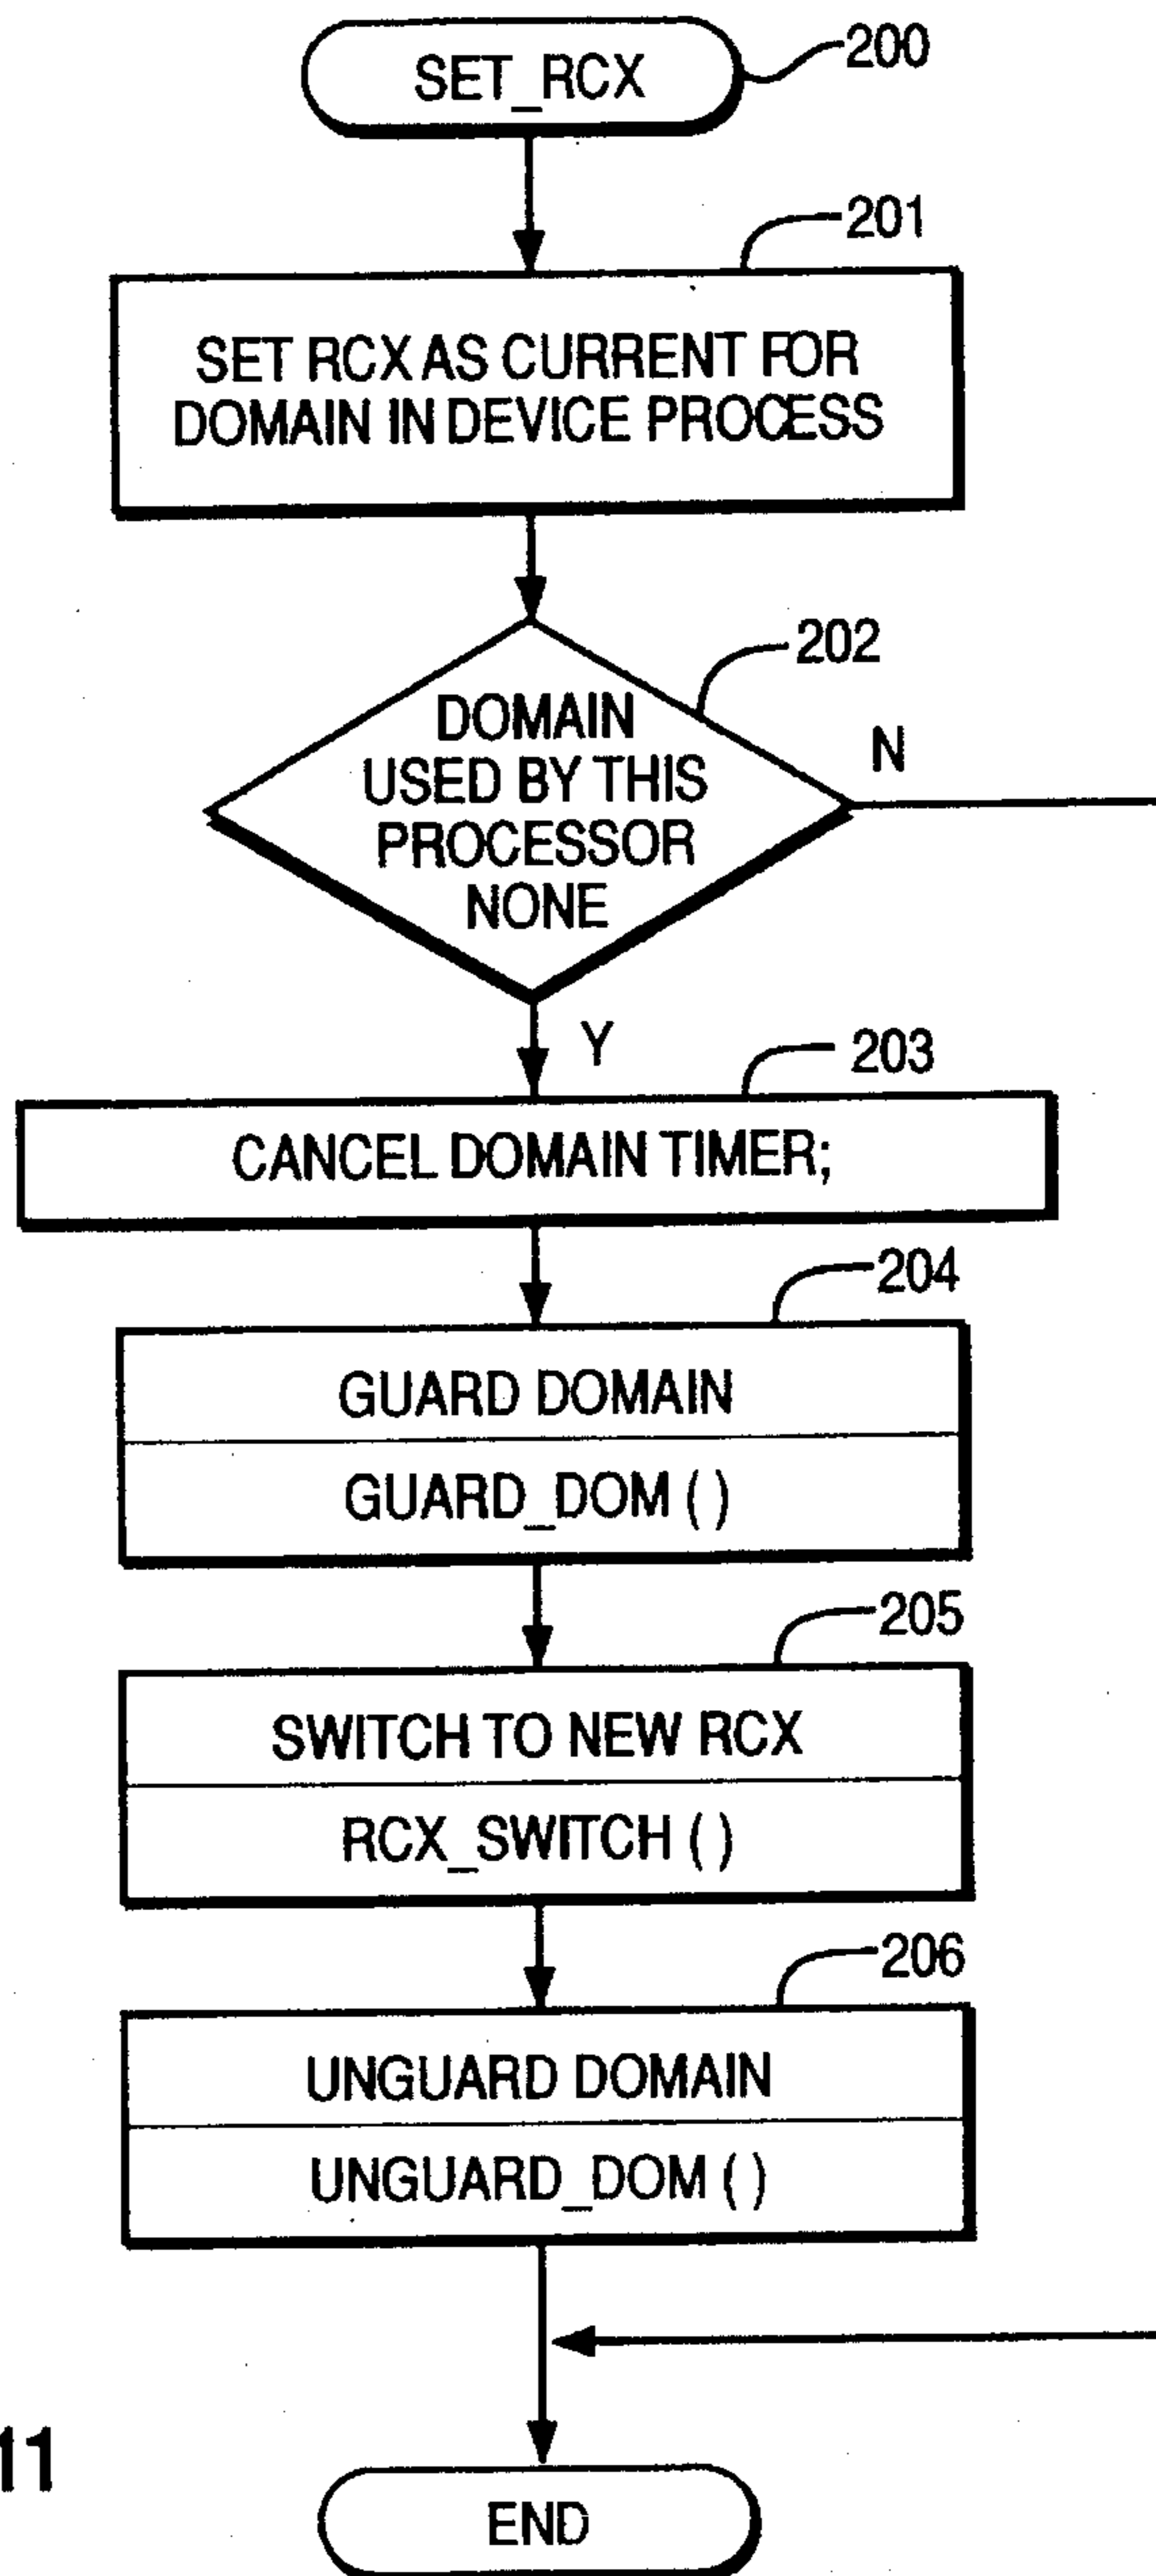 SET_RCX
200
201
SET RCX AS CURRENT FOR
DOMAIN IN DEVICE PROCESS
202
DOMAIN
USED BY THIS
PROCESSOR
NONE
N
Y
203
CANCEL DOMAIN TIMER;
204
GUARD DOMAIN
GUARD_DOM ( )
205
SWITCH TO NEW RCX
RCX_SWITCH ( )
206
UNGUARD DOMAIN
UNGUARD_DOM ( )
11
END